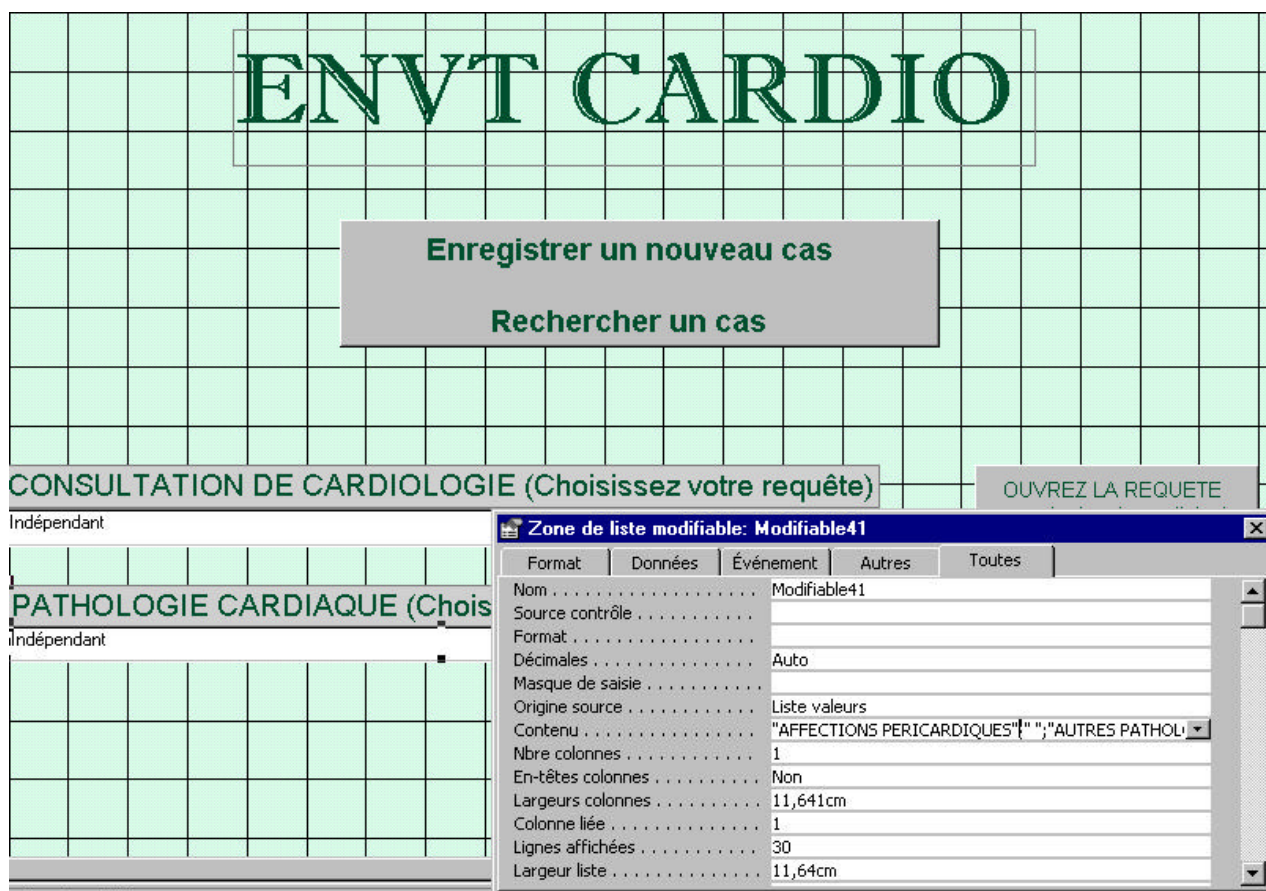 ENVT CARDIO
Enregistrer un nouveau cas
Rechercher un cas
CONSULTATION DE CARDIOLOGIE (Choisissez votre requête)
OUVREZ LA REQUETE
Indépendant
PATHOLOGIE CARDIAQUE (Chois
Indépendant
Zone de liste modifiable: Modifiable41
Format Données Événement Autres Toutes
Nom . . . . . . . . . . . . . . . . . . . Modifiable41
Source contrôle . . . . . . . . . . .
Format . . . . . . . . . . . . . . . . .
Décimales . . . . . . . . . . . . . . . Auto
Masque de saisie . . . . . . . . . . .
Origine source . . . . . . . . . . . . Liste valeurs
Contenu . . . . . . . . . . . . . . . . "AFFECTIONS PERICARDIQUES";" ";"AUTRES PATHOL
Nbre colonnes . . . . . . . . . . . . 1
En-têtes colonnes . . . . . . . . . . Non
Largeurs colonnes . . . . . . . . . . 11,641cm
Colonne liée . . . . . . . . . . . . . . 1
Lignes affichées . . . . . . . . . . . 30
Largeur liste . . . . . . . . . . . . . 11,64cm